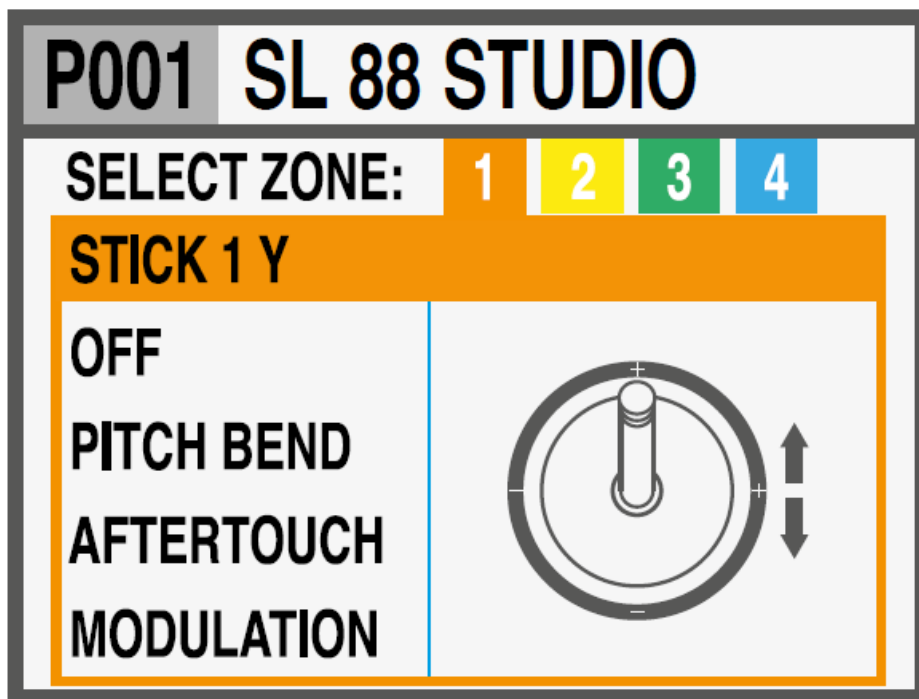 P001 SL 88 STUDIO
SELECT ZONE: 1 2 3 4
STICK 1 Y
OFF
PITCH BEND
AFTERTOUCH
MODULATION